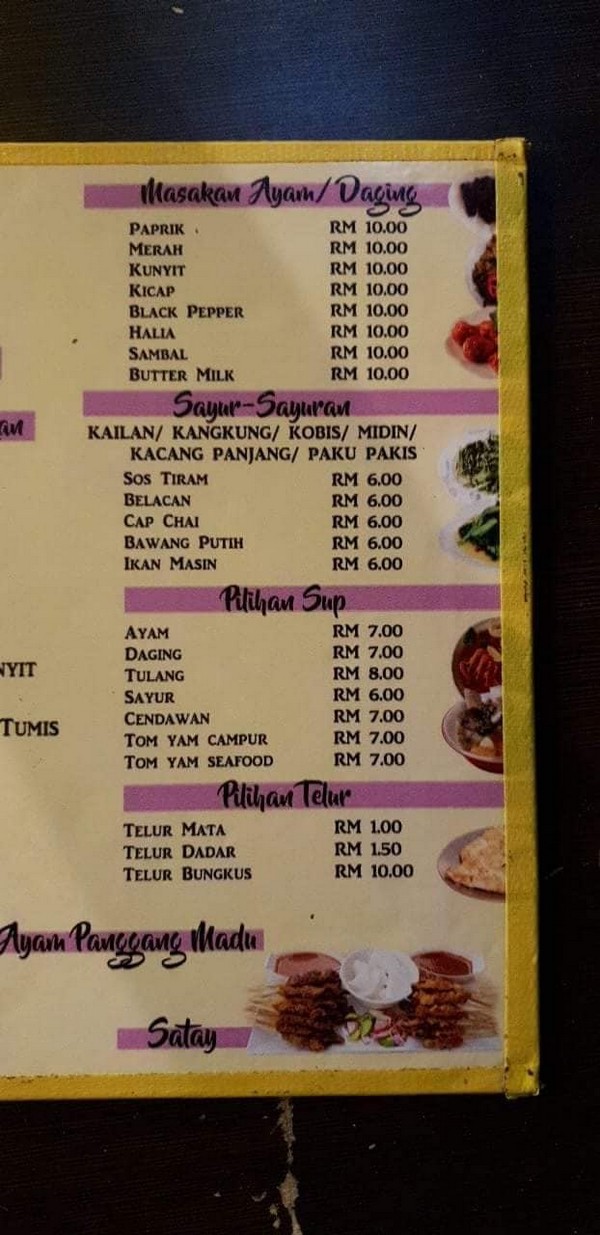 Masakan Ayam/ Daging
PAPRIK RM 10.00
MERAH RM 10.00
KUNYIT RM 10.00
KICAP RM 10.00
BLACK PEPPER RM 10.00
HALIA RM 10.00
SAMBAL RM 10.00
BUTTER MILK RM 10.00
an
Sayur-Sayuran
KAILAN/ KANGKUNG/ KOBIS/ MIDIN/
KACANG PANJANG/ PAKU PAKIS
SOS TIRAM RM 6.00
BELACAN RM 6.00
CAP CHAI RM 6.00
BAWANG PUTIH RM 6.00
IKAN MASIN RM 6.00
Pilihan Sup
AYAM RM 7.00
DAGING RM 7.00
NYIT
TULANG RM 8.00
SAYUR RM 6.00
CENDAWAN RM 7.00
TUMIS
TOM YAM CAMPUR RM 7.00
TOM YAM SEAFOOD RM 7.00
Pilihan Telur
TELUR MATA RM 1.00
TELUR DADAR RM 1.50
TELUR BUNGKUS RM 10.00
Ayam Panggang Madu
Satay